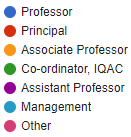 Professor
Principal
Associate Professor
Co-ordinator, IQAC
Assistant Professor
Management
Other